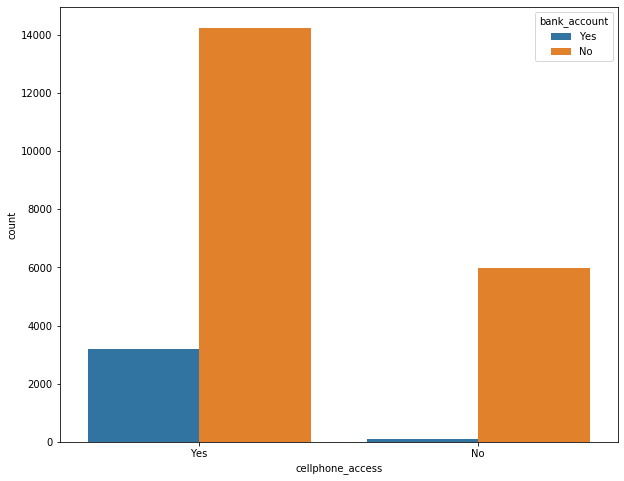 bank_account
Yes
No
14000
12000
10000
8000
6000
4000
2000
0
count
Yes
No
cellphone_access